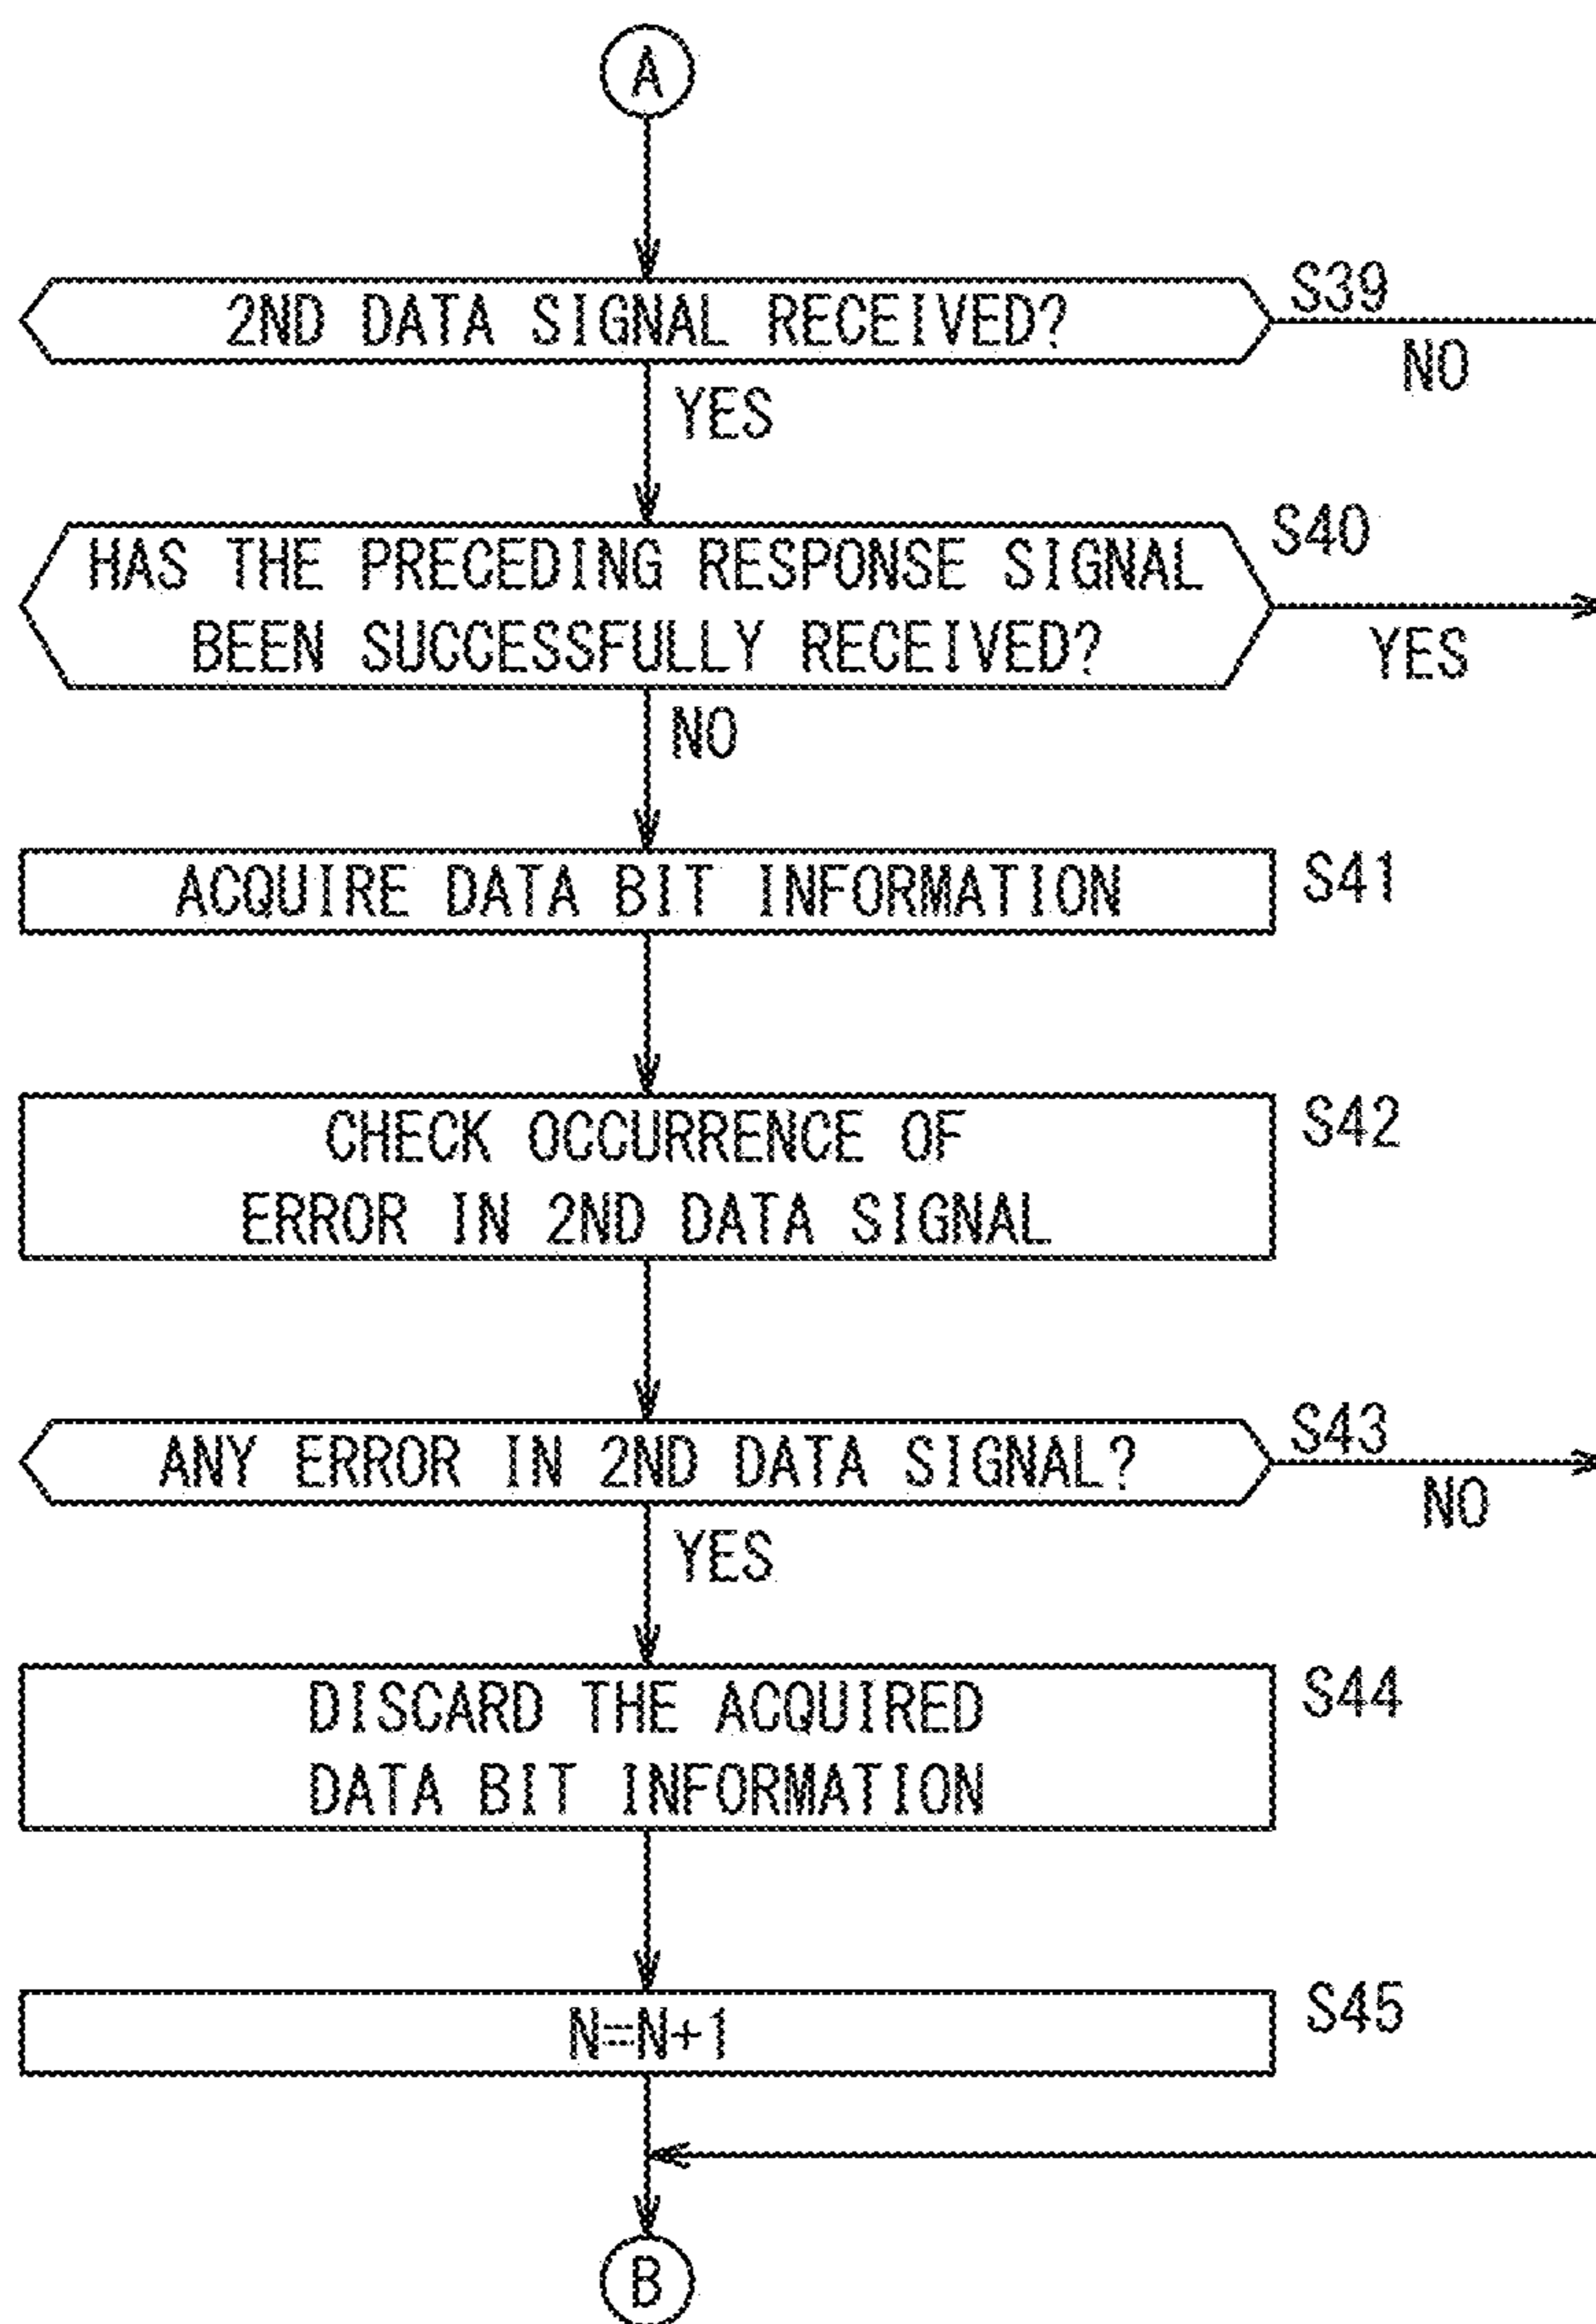 A
2ND DATA SIGNAL RECEIVED?
S39
NO
YES
HAS THE PRECEDING RESPONSE SIGNAL
BEEN SUCCESSFULLY RECEIVED?
S40
YES
NO
ACQUIRE DATA BIT INFORMATION
S41
CHECK OCCURRENCE OF
ERROR IN 2ND DATA SIGNAL
S42
ANY ERROR IN 2ND DATA SIGNAL?
S43
NO
YES
DISCARD THE ACQUIRED
DATA BIT INFORMATION
S44
N=N+1
S45
B